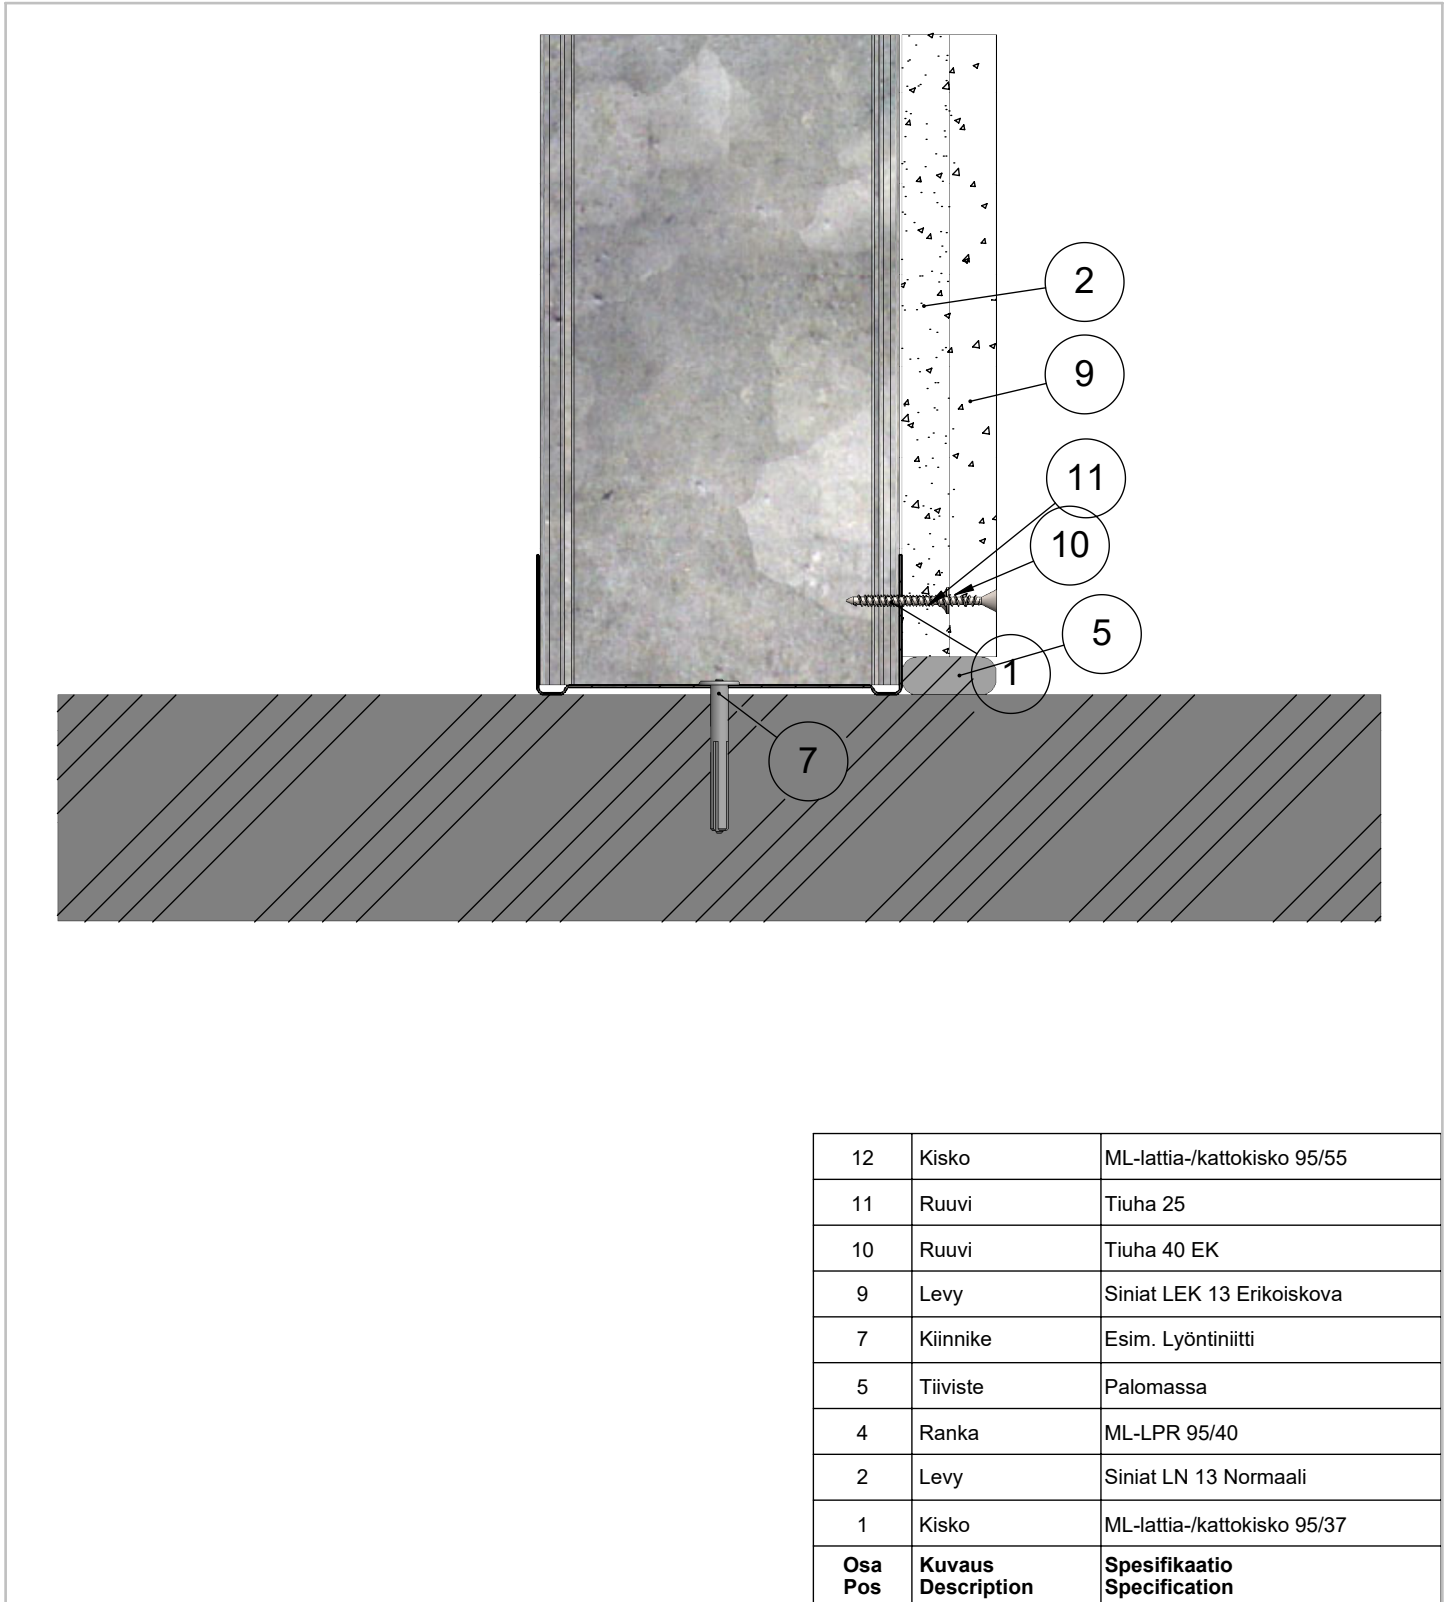 2
9
11
10
5
1
7
12 Kisko ML-lattia-/kattokisko 95/55
11 Ruuvi Tiuha 25
10 Ruuvi Tiuha 40 EK
9 Levy Siniat LEK 13 Erikoiskova
7 Kiinnike Esim. Lyöntiniitti
5 Tiiviste Palomassa
4 Ranka ML-LPR 95/40
2 Levy Siniat LN 13 Normaali
1 Kisko ML-lattia-/kattokisko 95/37
Osa Kuvaus Spesifikaatio
Pos Description Specification